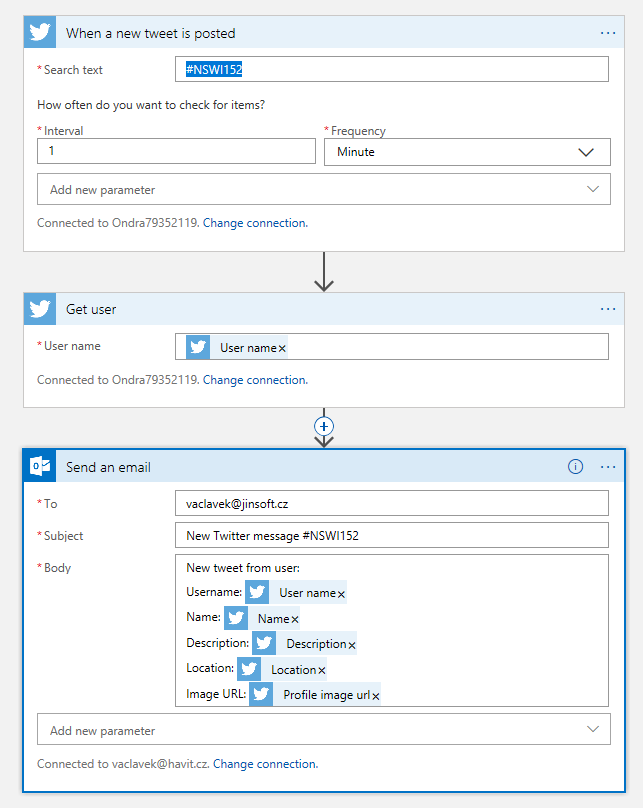 When a new tweet is posted
...
*Search text
#NSWI152
How often do you want to check for items?
*Interval
*Frequency
1
Minute
Add new parameter
Connected to Ondra79352119. Change connection.
Get user
...
*User name
User name×
Connected to Ondra79352119. Change connection.
+
Send an email
i
...
*To
vaclavek@jinsoft.cz
*Subject
New Twitter message #NSWI152
*Body
New tweet from user:
Username: User name×
Name: Name×
Description: Description×
Location: Location×
Image URL: Profile image url×
Add new parameter
Connected to vaclavek@havit.cz. Change connection.